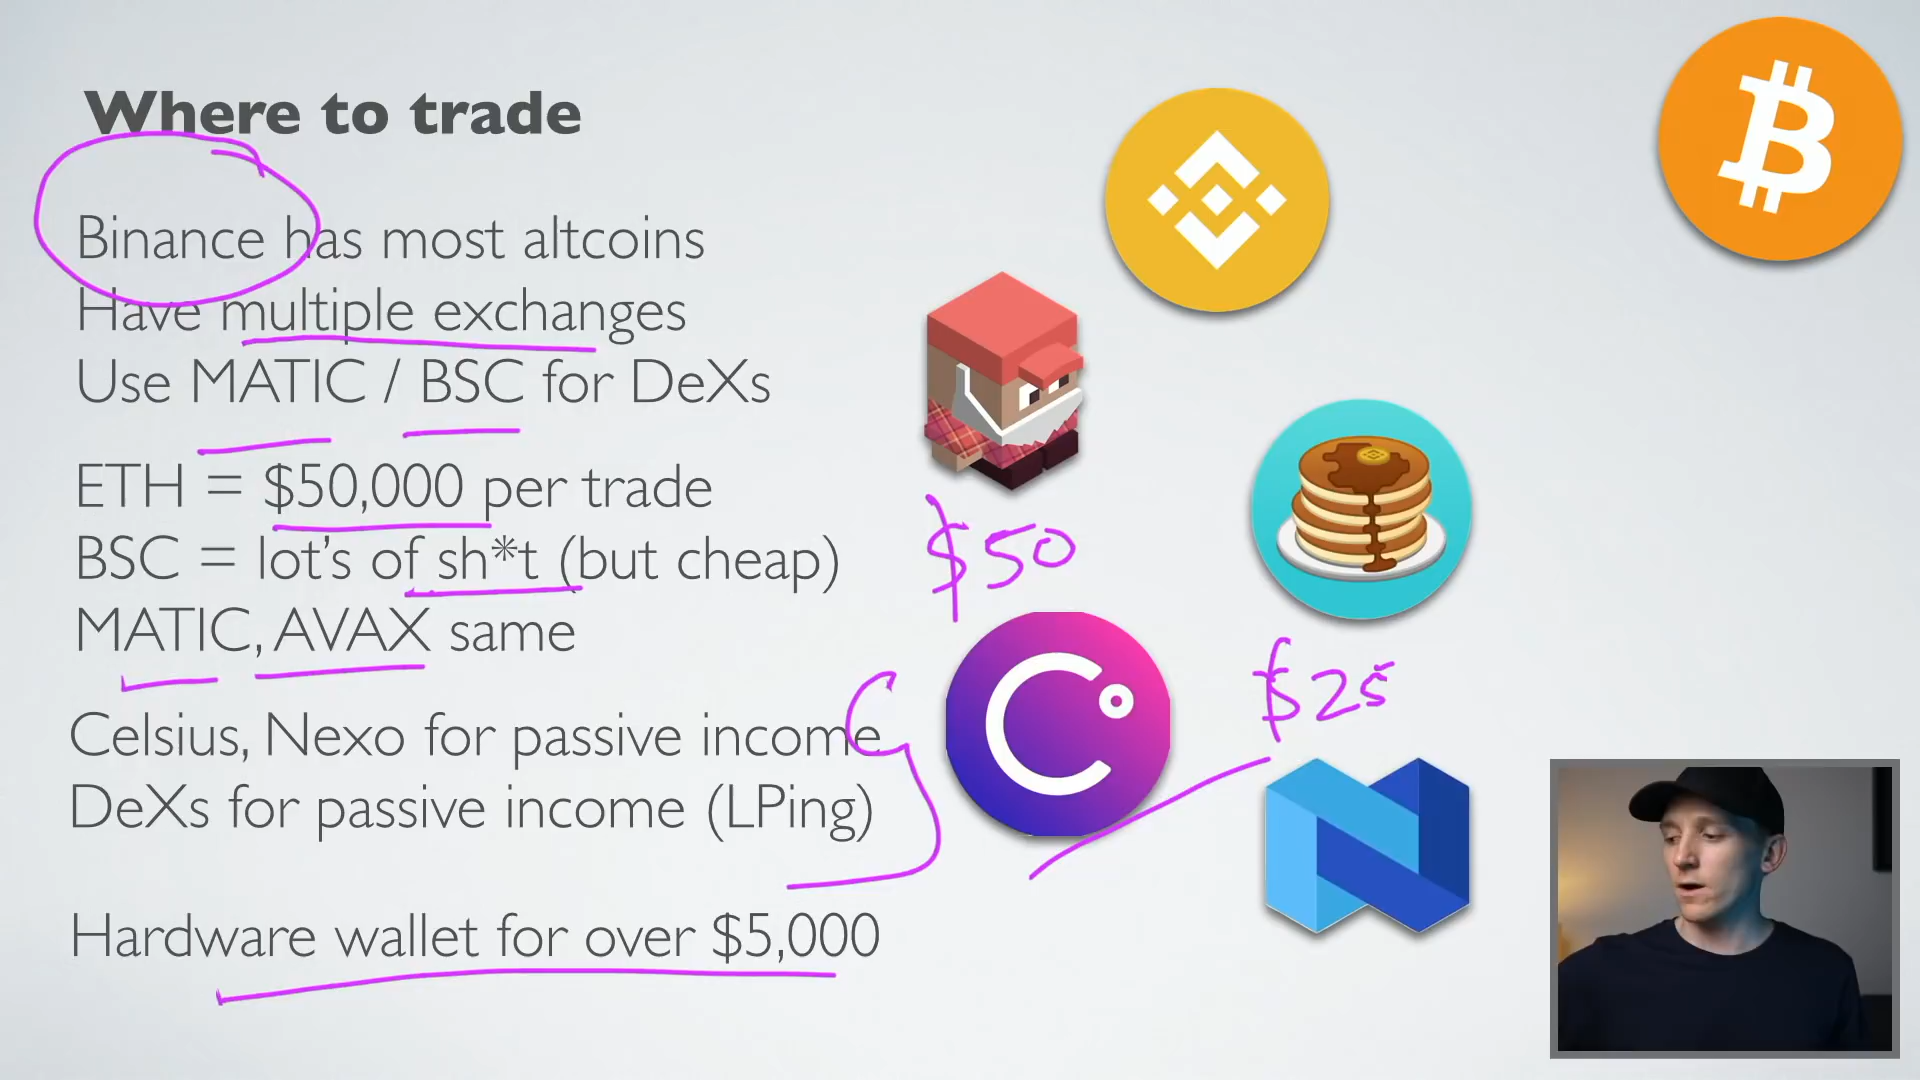 Where to trade
Binance has most altcoins
Have multiple exchanges
Use MATIC / BSC for DeXs
ETH = $50,000 per trade
BSC = lot's of sh*t (but cheap)
MATIC, AVAX same
Celsius, Nexo for passive income
DeXs for passive income (LPing)
Hardware wallet for over $5,000
$50
$25